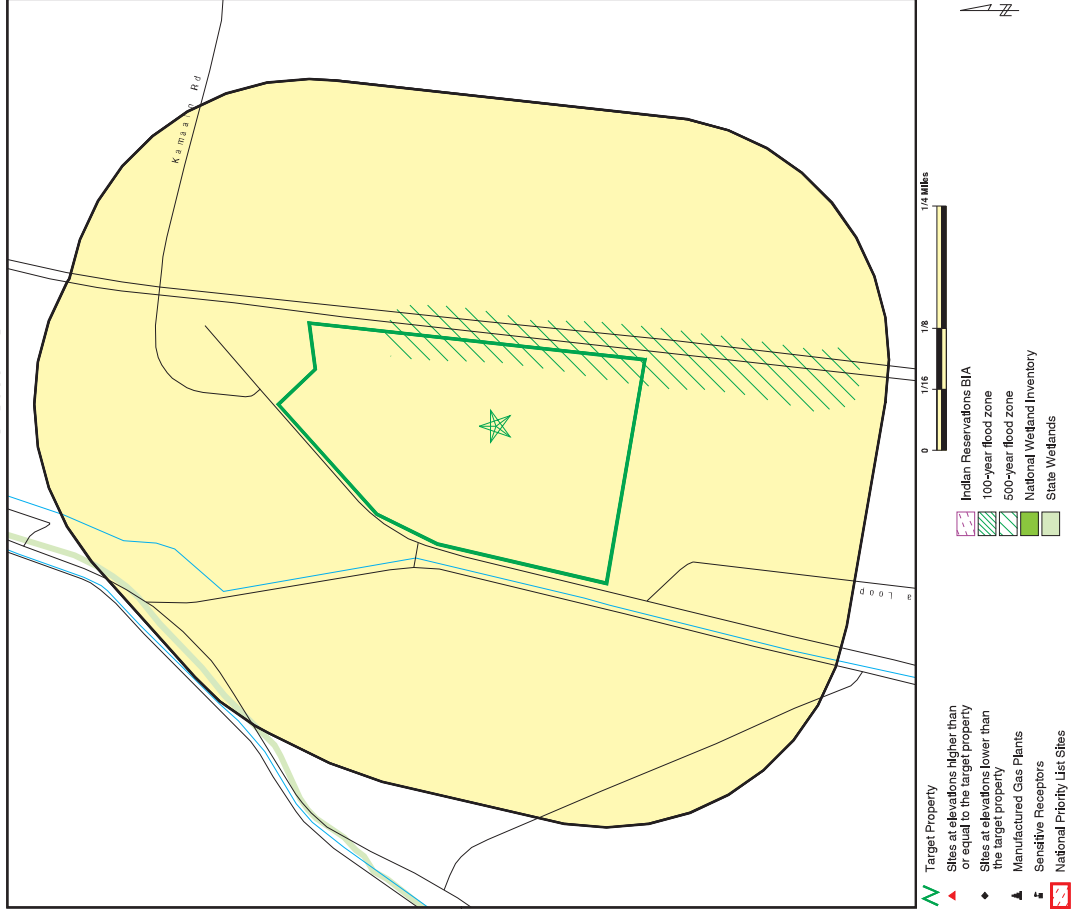 Kamaain Rd
a Loop
Target Property
Sites at elevations higher than
or equal to the target property
Sites at elevations lower than
the target property
Manufactured Gas Plants
Sensitive Receptors
National Priority List Sites
0
1/16
1/8
1/4 Miles
Indian Reservations BIA
100-year flood zone
500-year flood zone
National Wetland Inventory
State Wetlands
N